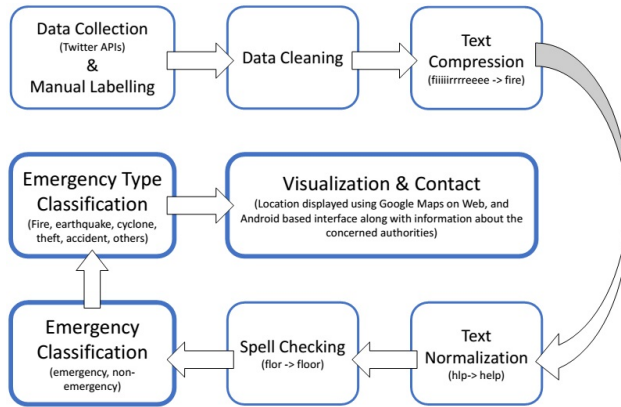 Data Collection
(Twitter APIs)
&
Manual Labelling
Data Cleaning
Text
Compression
(fiiiiirrrreeee -> fire)
Text
Normalization
(hlp-> help)
Spell Checking
(flor -> floor)
Emergency
Classification
(emergency, non-
emergency)
Emergency Type
Classification
(Fire, earthquake, cyclone,
theft, accident, others)
Visualization & Contact
(Location displayed using Google Maps on Web, and
Android based interface along with information about the
concerned authorities)